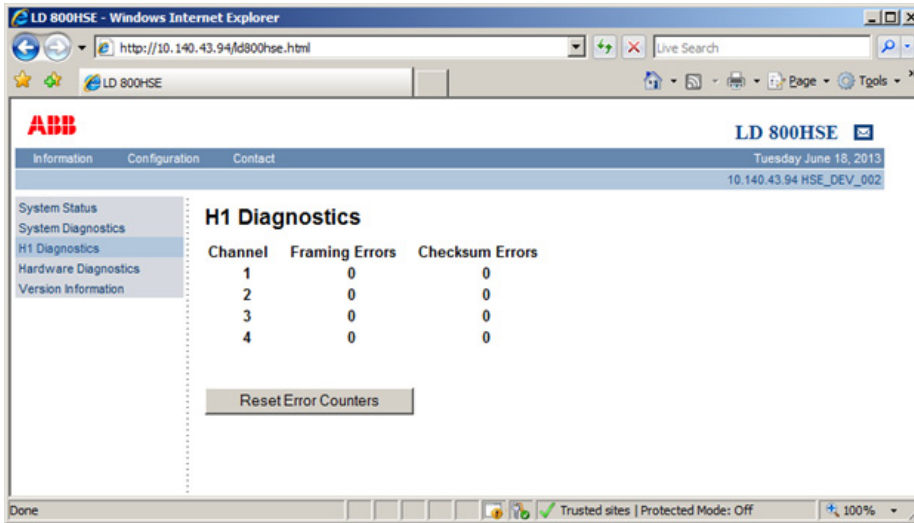 LD 800HSE - Windows Internet Explorer
http://10.140.43.94/ld800hse.html
Live Search
LD 800HSE
Page
Tools
ABB
LD 800HSE
Information Configuration Contact Tuesday June 18, 2013
10.140.43.94 HSE_DEV_002
System Status
System Diagnostics
H1 Diagnostics
Hardware Diagnostics
Version Information
H1 Diagnostics
Channel Framing Errors Checksum Errors
1 0 0
2 0 0
3 0 0
4 0 0
Reset Error Counters
Done Trusted sites | Protected Mode: Off 100%